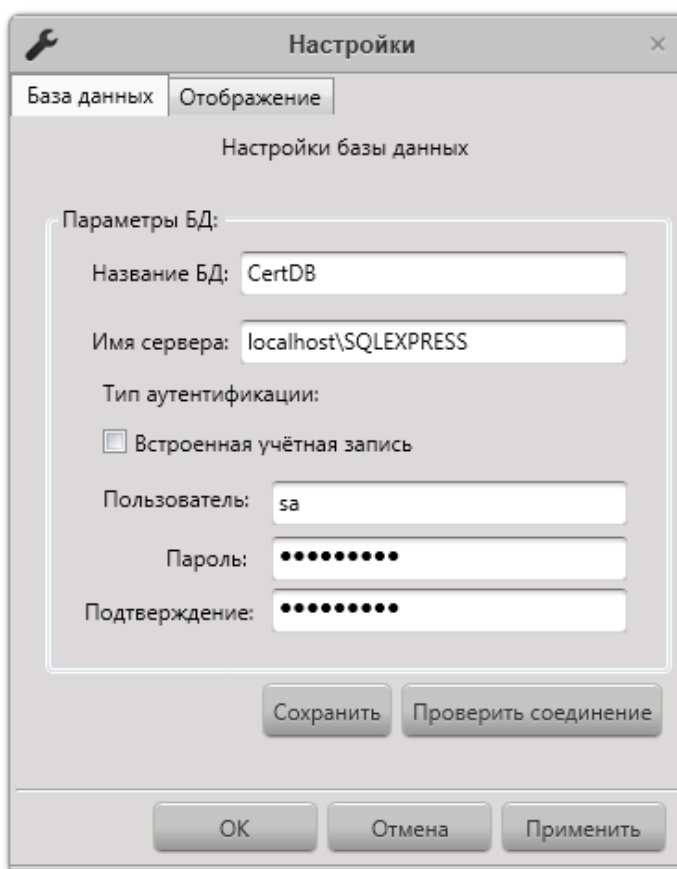 Настройки
База данных Отображение
Настройки базы данных
Параметры БД:
Название БД: CertDB
Имя сервера: localhost\SQLEXPRESS
Тип аутентификации:
Встроенная учётная запись
Пользователь: sa
Пароль: •••••••••
Подтверждение: •••••••••
Сохранить Проверить соединение
ОК Отмена Применить